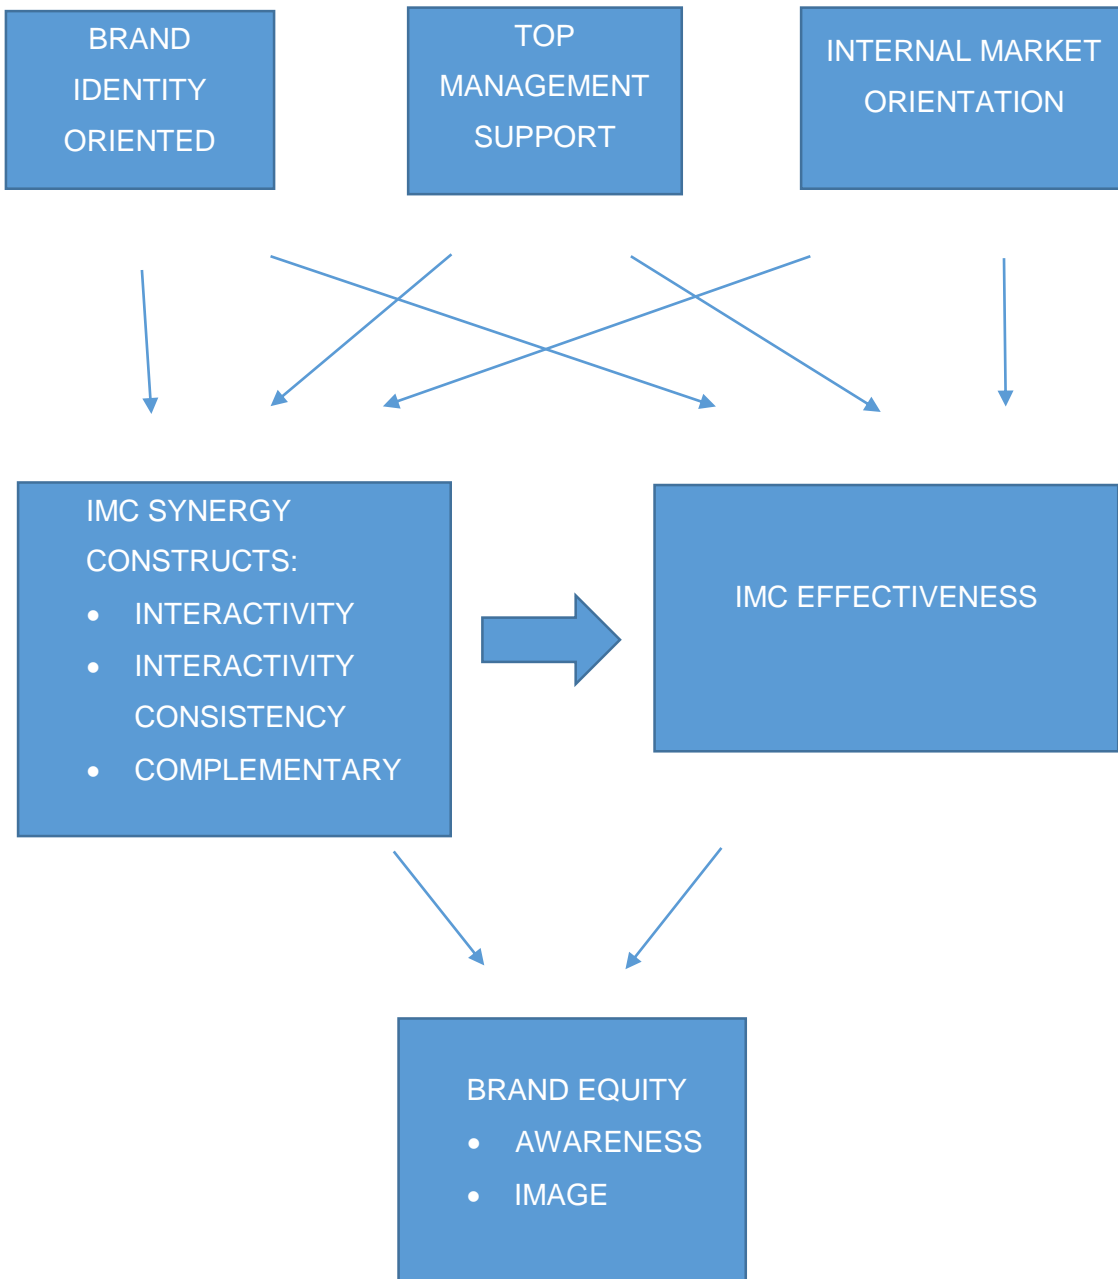 BRAND
IDENTITY
ORIENTED
TOP
MANAGEMENT
SUPPORT
INTERNAL MARKET
ORIENTATION
IMC SYNERGY
CONSTRUCTS:
• INTERACTIVITY
• INTERACTIVITY
CONSISTENCY
• COMPLEMENTARY
IMC EFFECTIVENESS
BRAND EQUITY
• AWARENESS
• IMAGE